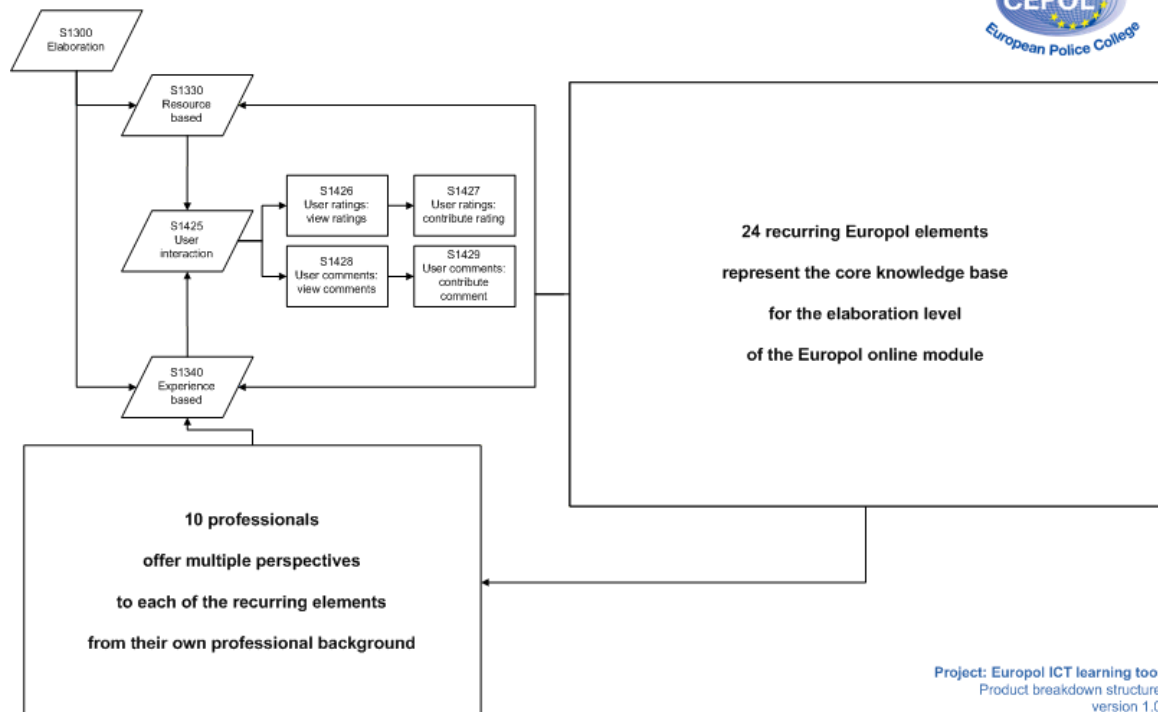 CEPOL
European Police College
S1300
Elaboration
S1330
Resource
based
S1425
User
interaction
S1426
User ratings:
view ratings
S1427
User ratings:
contribute rating
S1428
User comments:
view comments
S1429
User comments:
contribute
comment
S1340
Experience
based
24 recurring Europol elements
represent the core knowledge base
for the elaboration level
of the Europol online module
10 professionals
offer multiple perspectives
to each of the recurring elements
from their own professional background
Project: Europol ICT learning too
Product breakdown structure
version 1.0